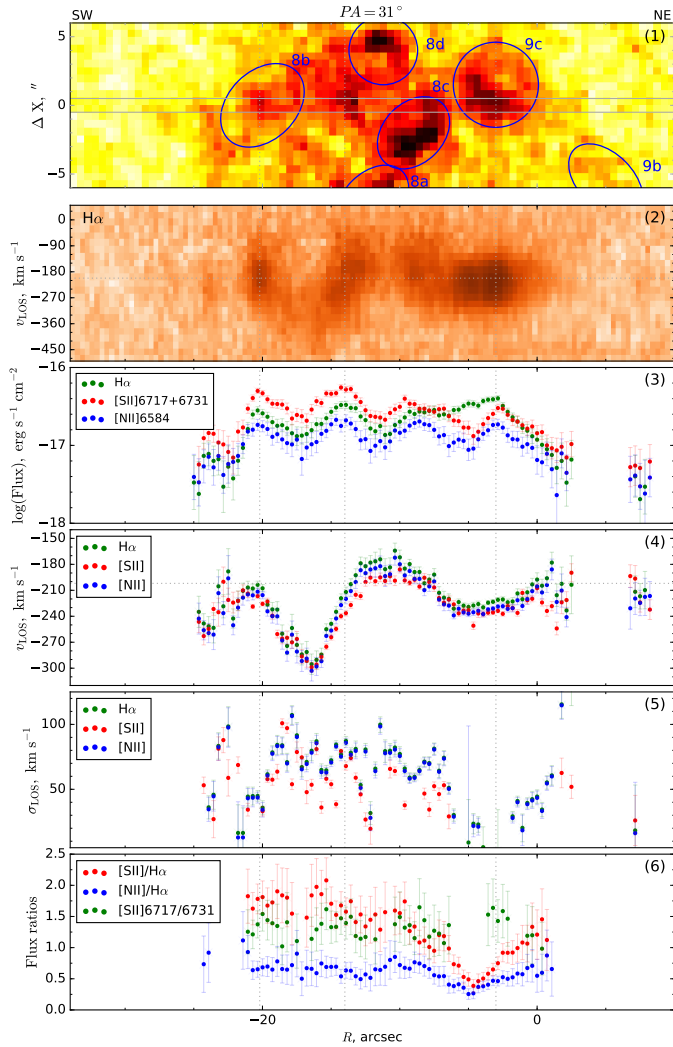 SW PA = 31° NE
(1)
8d
9c
8b
8c
9b
8a
5
0
−5
Δ X, ″
Hα
(2)
0
−90
−180
−270
−360
−450
v_LOS, km s⁻¹
−16
(3)
Hα
[SII]6717+6731
[NII]6584
−17
−18
log(Flux), erg s⁻¹ cm⁻²
−150
(4)
Hα
[SII]
[NII]
−180
−210
−240
−270
−300
v_LOS, km s⁻¹
(5)
Hα
[SII]
[NII]
100
50
σ_LOS, km s⁻¹
2.5
(6)
[SII]/Hα
[NII]/Hα
[SII]6717/6731
2.0
1.5
1.0
0.5
0.0
Flux ratios
−20 −10 0
R, arcsec